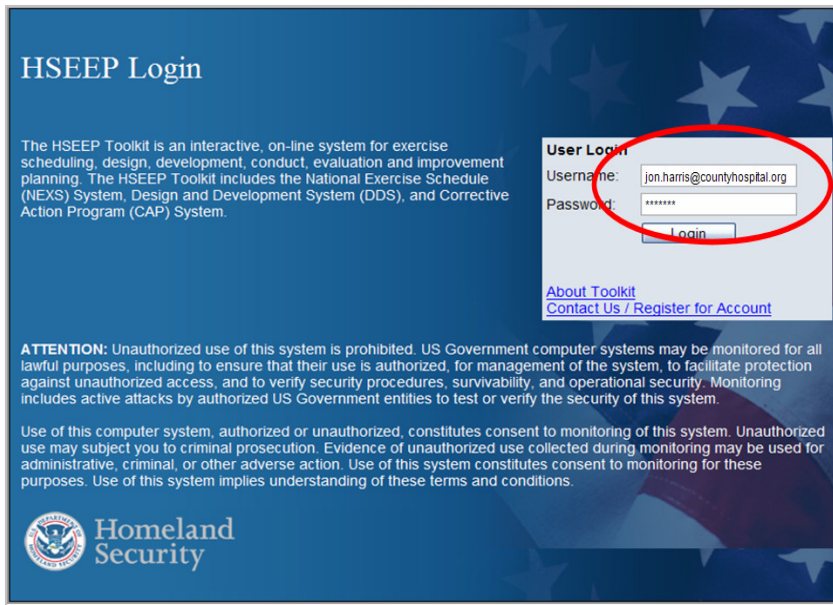 HSEEP Login
The HSEEP Toolkit is an interactive, on-line system for exercise
scheduling, design, development, conduct, evaluation and improvement
planning. The HSEEP Toolkit includes the National Exercise Schedule
(NEXS) System, Design and Development System (DDS), and Corrective
Action Program (CAP) System.
User Login
Username: jon.harris@countyhospital.org
Password: *******
Login
About Toolkit
Contact Us / Register for Account
ATTENTION: Unauthorized use of this system is prohibited. US Government computer systems may be monitored for all
lawful purposes, including to ensure that their use is authorized, for management of the system, to facilitate protection
against unauthorized access, and to verify security procedures, survivability, and operational security. Monitoring
includes active attacks by authorized US Government entities to test or verify the security of this system.
Use of this computer system, authorized or unauthorized, constitutes consent to monitoring of this system. Unauthorized
use may subject you to criminal prosecution. Evidence of unauthorized use collected during monitoring may be used for
administrative, criminal, or other adverse action. Use of this system constitutes consent to monitoring for these
purposes. Use of this system implies understanding of these terms and conditions.
Homeland
Security